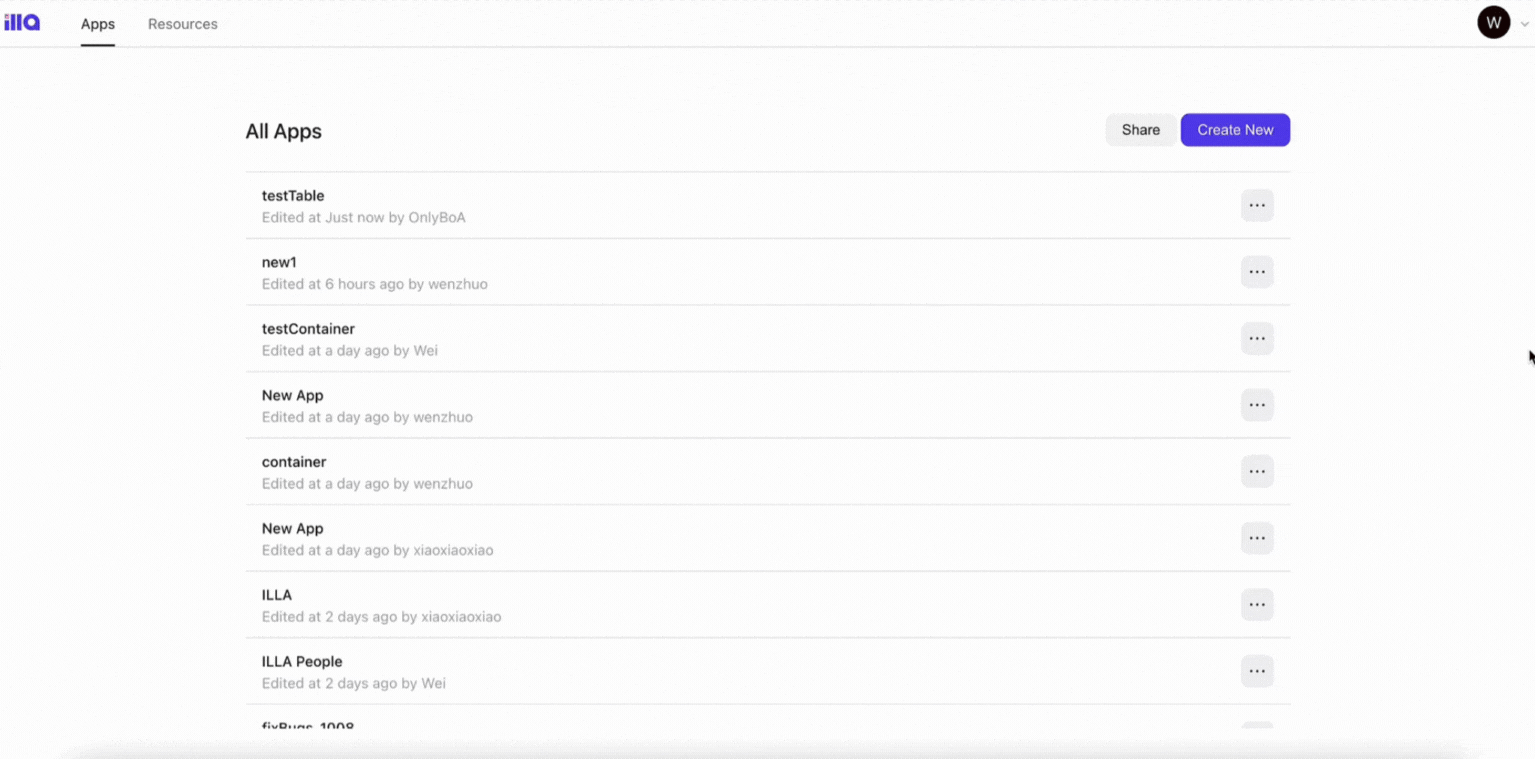 illa
Apps
Resources
W
All Apps
Share
Create New
testTable
Edited at Just now by OnlyBoA
new1
Edited at 6 hours ago by wenzhuo
testContainer
Edited at a day ago by Wei
New App
Edited at a day ago by wenzhuo
container
Edited at a day ago by wenzhuo
New App
Edited at a day ago by xiaoxiaoxiao
ILLA
Edited at 2 days ago by xiaoxiaoxiao
ILLA People
Edited at 2 days ago by Wei
fixBugs_1008